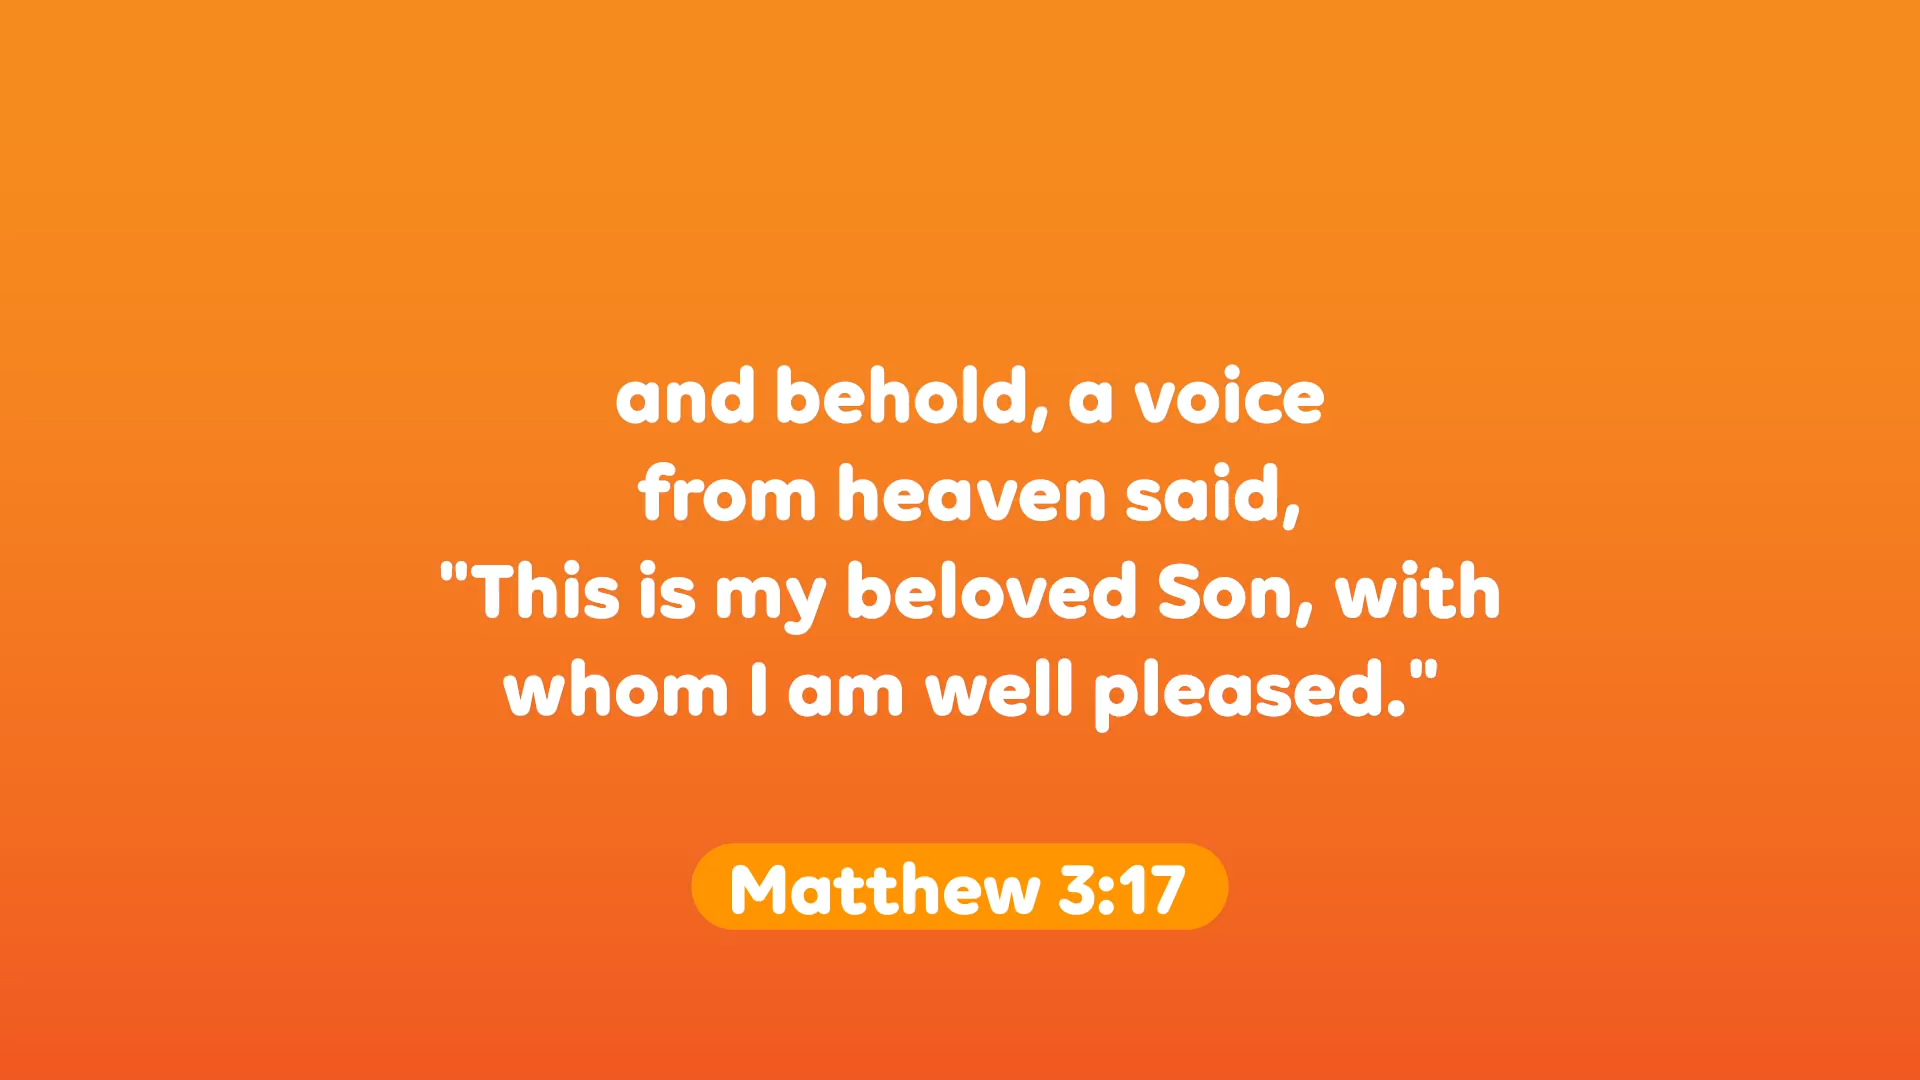 and behold, a voice
from heaven said,
"This is my beloved Son, with
whom I am well pleased."
Matthew 3:17